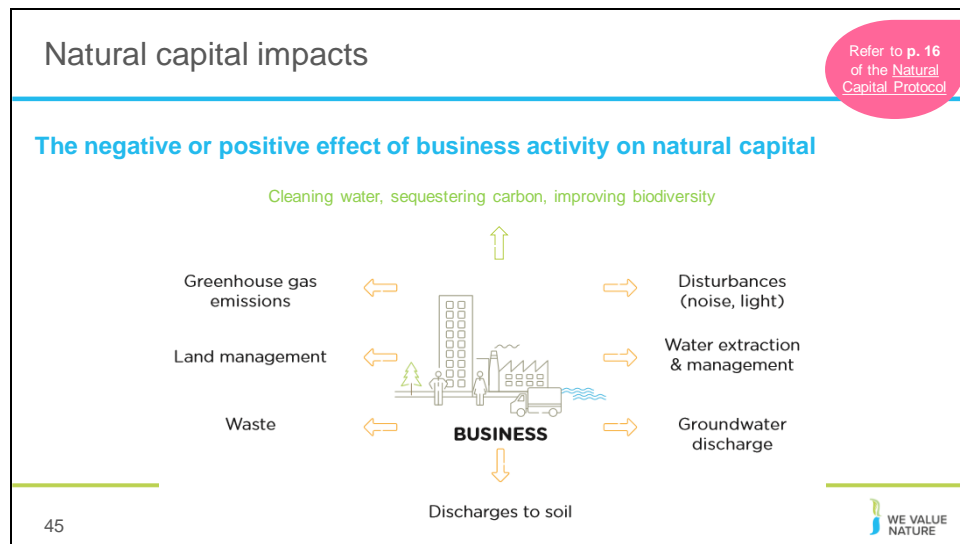 Natural capital impacts
Refer to p. 16
of the Natural
Capital Protocol
The negative or positive effect of business activity on natural capital
Cleaning water, sequestering carbon, improving biodiversity
Greenhouse gas
emissions
Disturbances
(noise, light)
Land management
Water extraction
& management
Waste
BUSINESS
Groundwater
discharge
Discharges to soil
45
WE VALUE
NATURE